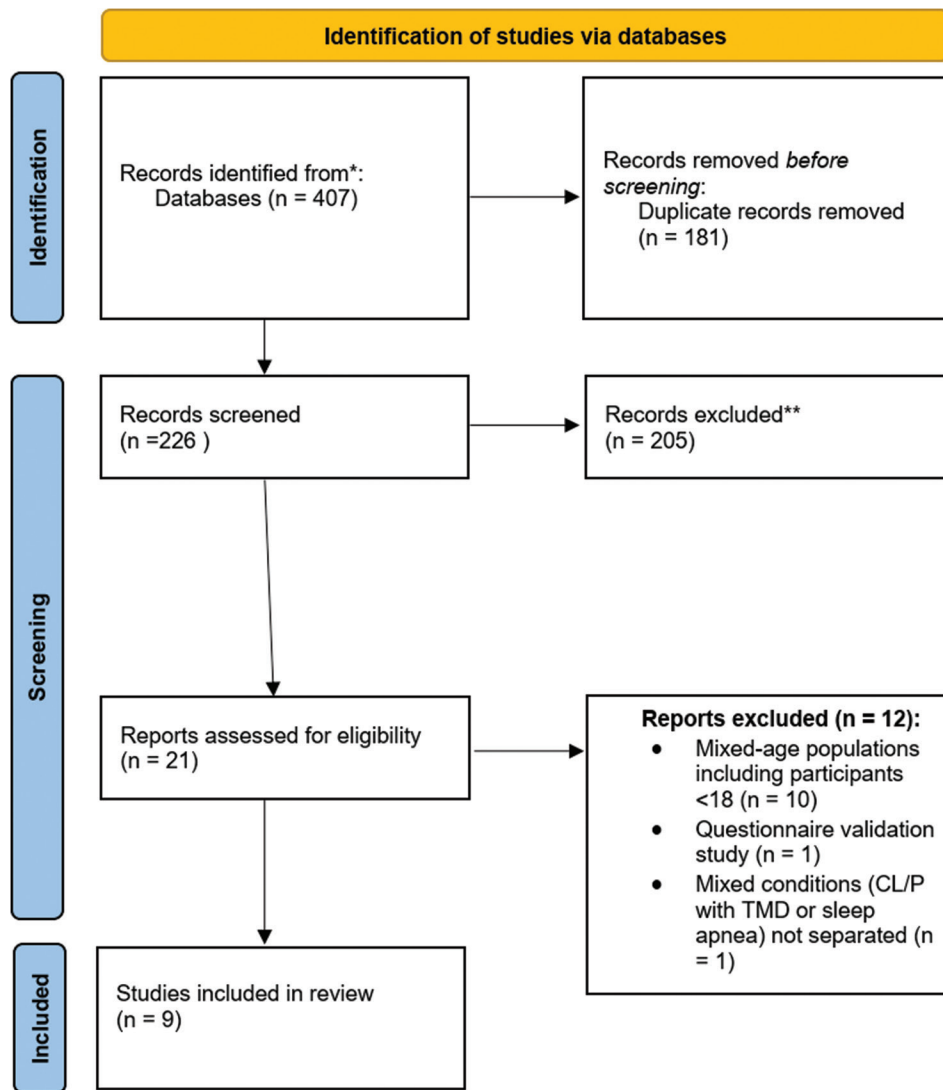 Identification of studies via databases
Identification
Records identified from*:
Databases (n = 407)
Records removed before
screening:
Duplicate records removed
(n = 181)
Screening
Records screened
(n =226 )
Records excluded**
(n = 205)
Reports assessed for eligibility
(n = 21)
Reports excluded (n = 12):
• Mixed-age populations
including participants
<18 (n = 10)
• Questionnaire validation
study (n = 1)
• Mixed conditions (CL/P
with TMD or sleep
apnea) not separated (n
= 1)
Included
Studies included in review
(n = 9)